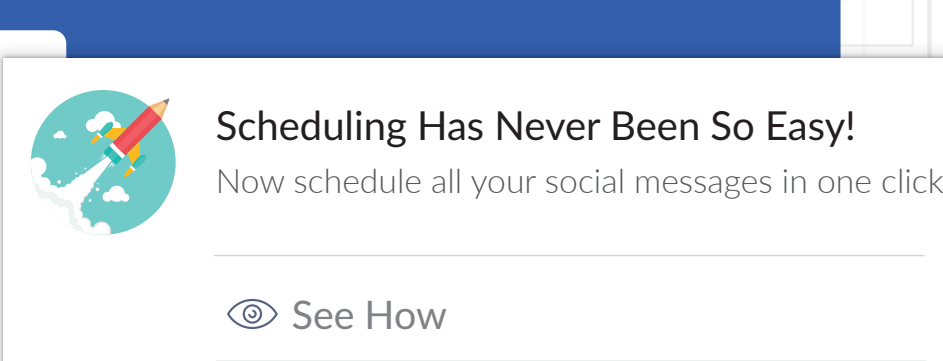 Scheduling Has Never Been So Easy!
Now schedule all your social messages in one click
See How